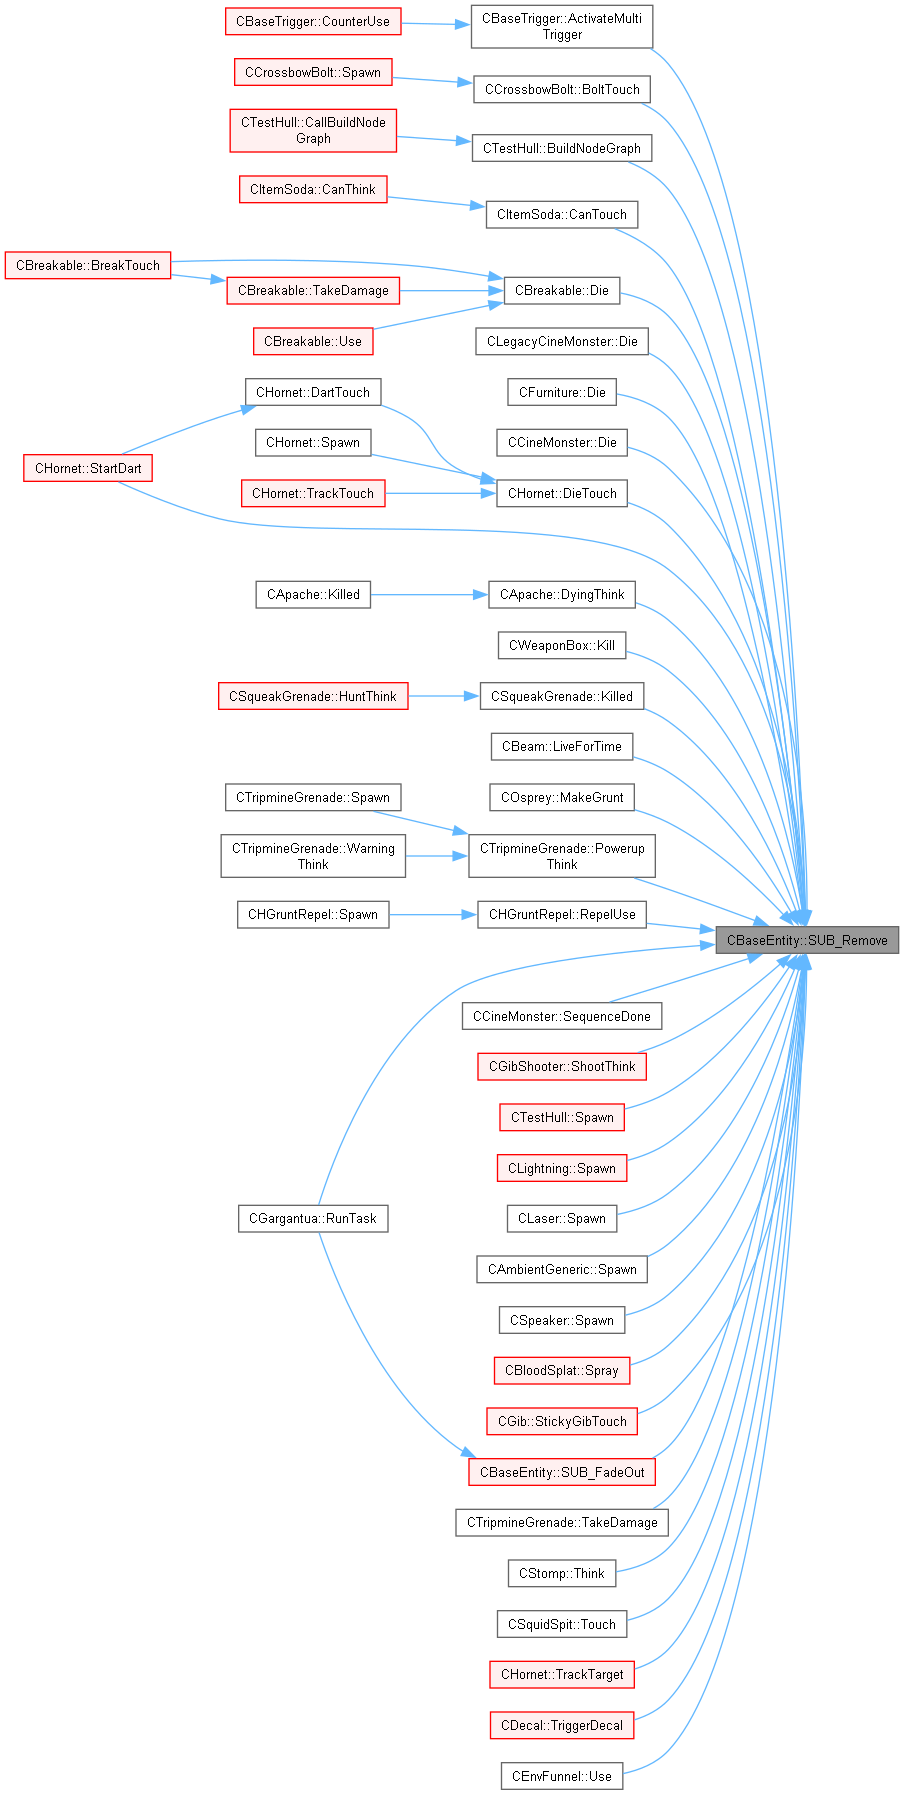 CBaseTrigger::CounterUse
CBaseTrigger::ActivateMulti
Trigger
CCrossbowBolt::Spawn
CCrossbowBolt::BoltTouch
CTestHull::CallBuildNode
Graph
CTestHull::BuildNodeGraph
CItemSoda::CanThink
CItemSoda::CanTouch
CBreakable::BreakTouch
CBreakable::TakeDamage
CBreakable::Die
CBreakable::Use
CLegacyCineMonster::Die
CHornet::DartTouch
CFurniture::Die
CHornet::Spawn
CCineMonster::Die
CHornet::StartDart
CHornet::TrackTouch
CHornet::DieTouch
CApache::Killed
CApache::DyingThink
CWeaponBox::Kill
CSqueakGrenade::HuntThink
CSqueakGrenade::Killed
CBeam::LiveForTime
CTripmineGrenade::Spawn
COsprey::MakeGrunt
CTripmineGrenade::Warning
Think
CTripmineGrenade::Powerup
Think
CHGruntRepel::Spawn
CHGruntRepel::RepelUse
CBaseEntity::SUB_Remove
CCineMonster::SequenceDone
CGibShooter::ShootThink
CTestHull::Spawn
CLightning::Spawn
CGargantua::RunTask
CLaser::Spawn
CAmbientGeneric::Spawn
CSpeaker::Spawn
CBloodSplat::Spray
CGib::StickyGibTouch
CBaseEntity::SUB_FadeOut
CTripmineGrenade::TakeDamage
CStomp::Think
CSquidSpit::Touch
CHornet::TrackTarget
CDecal::TriggerDecal
CEnvFunnel::Use